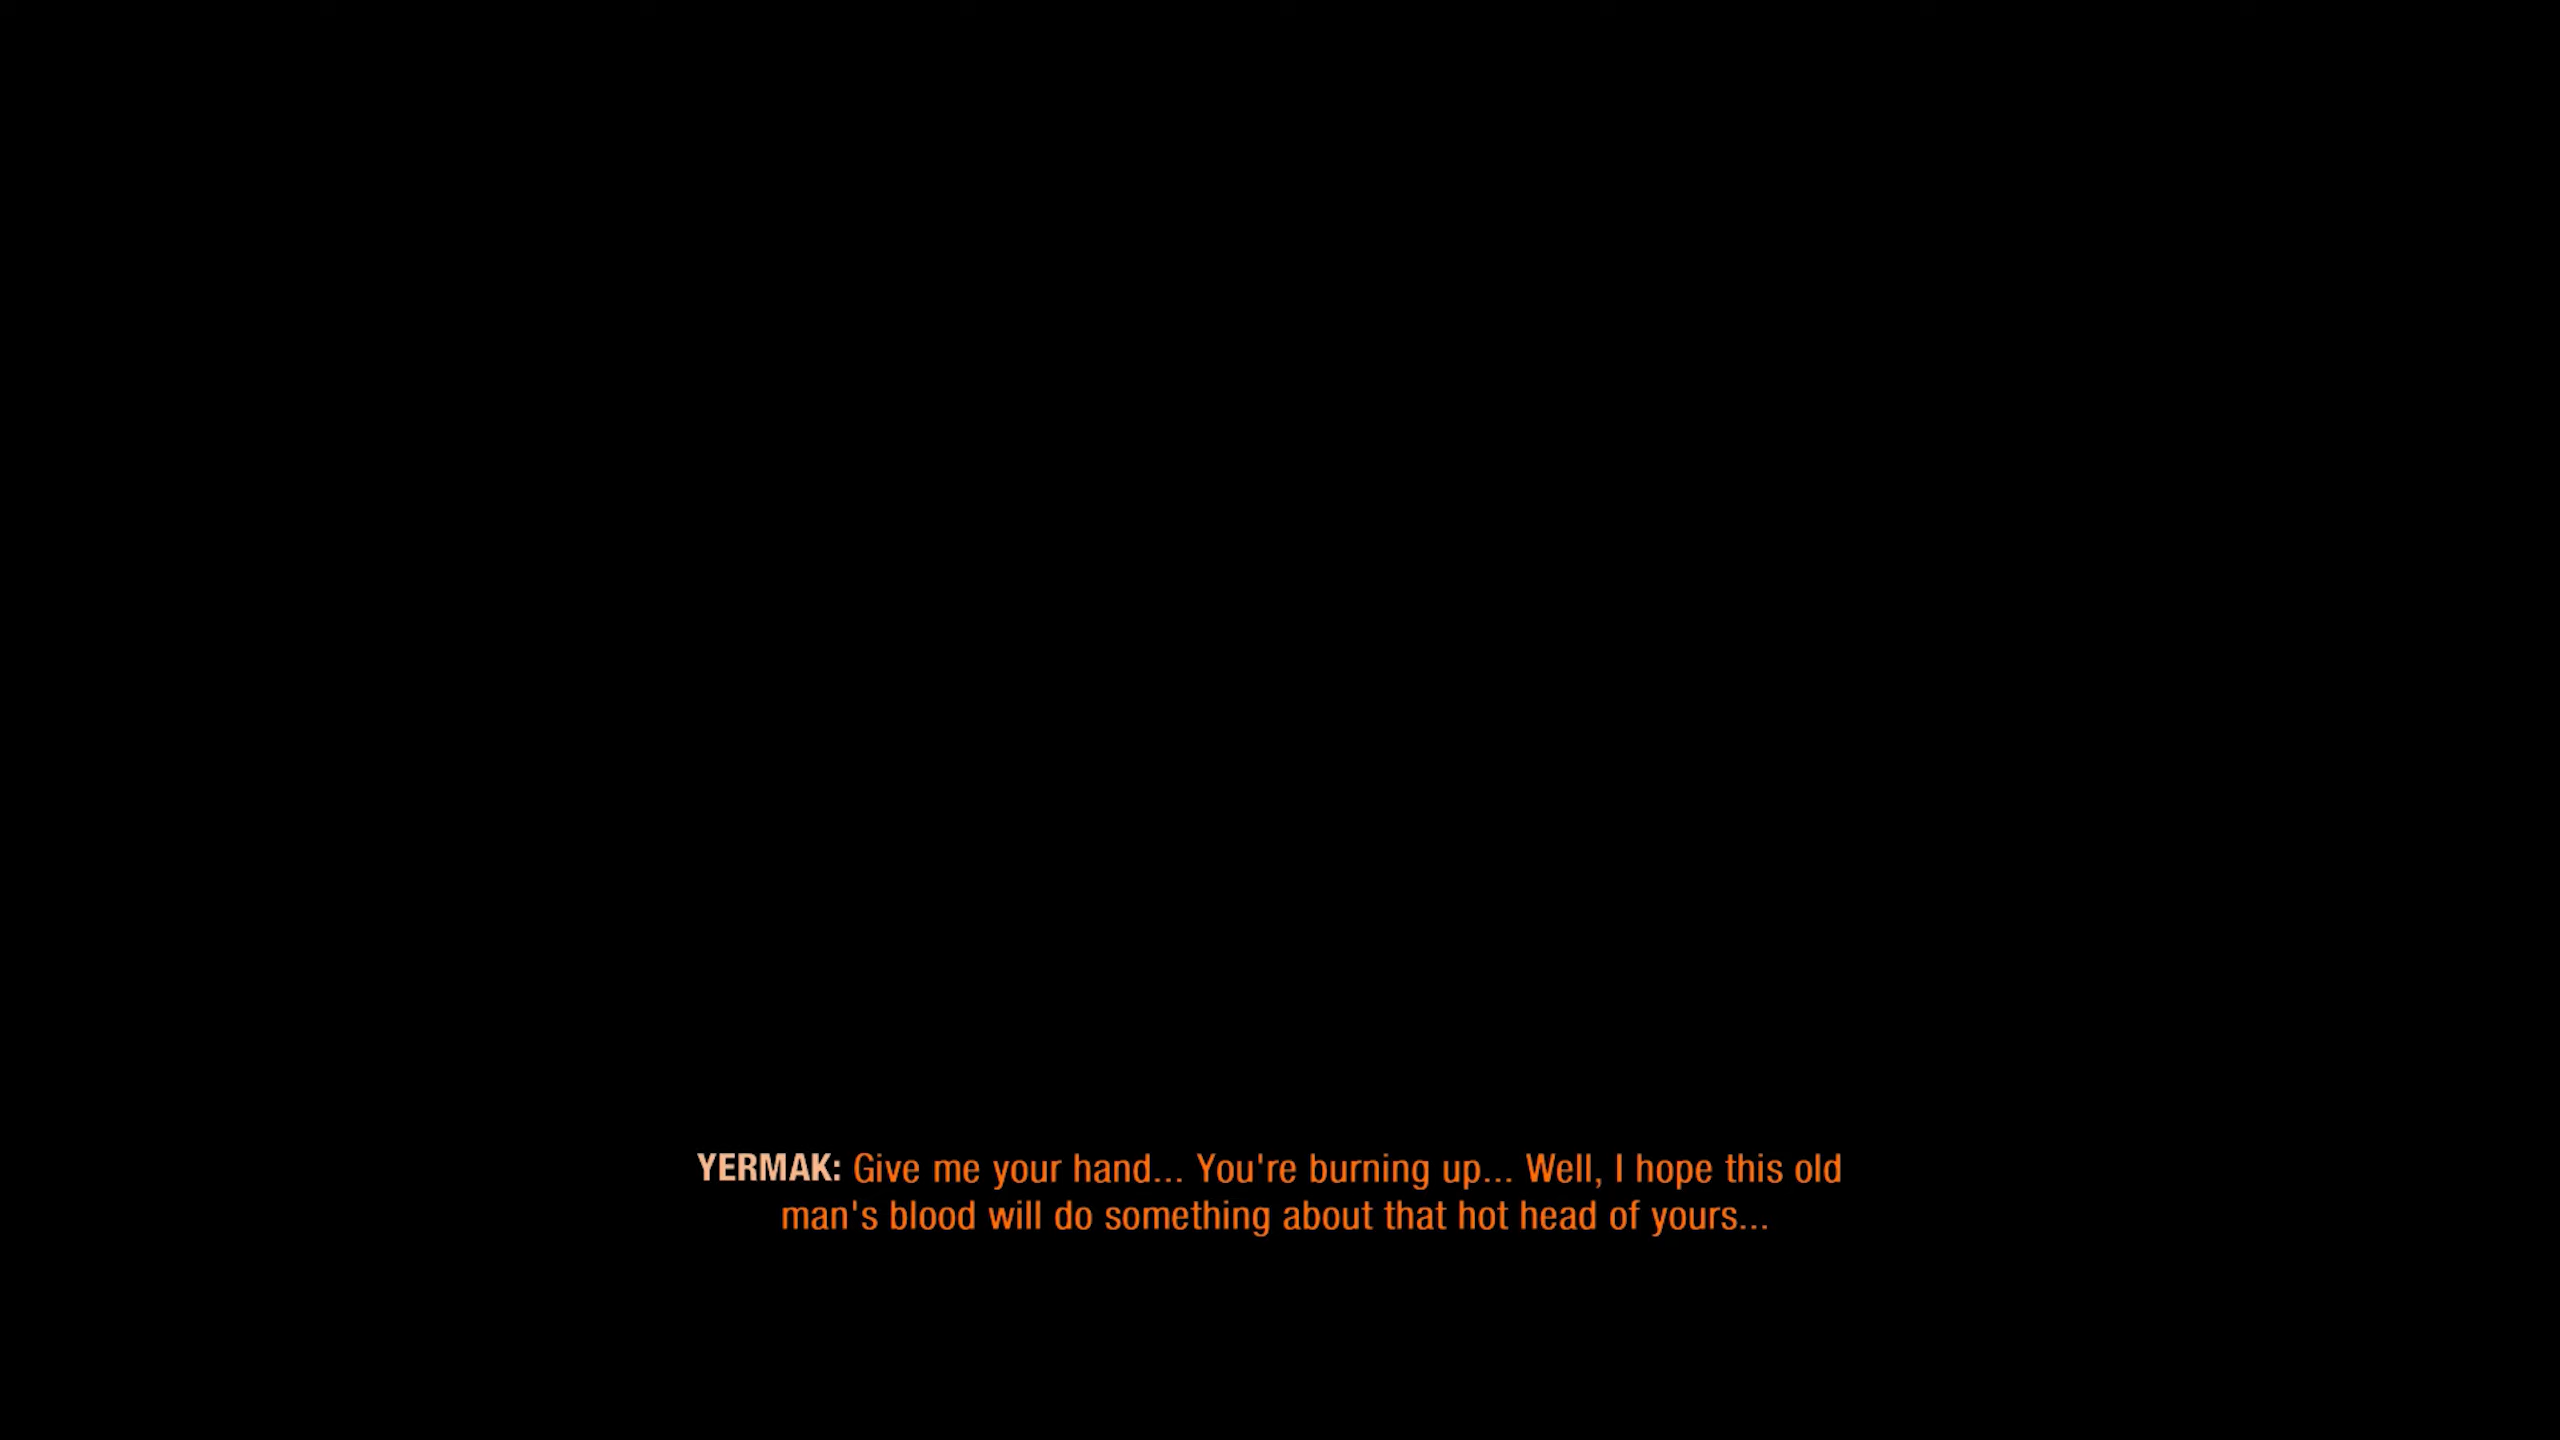 YERMAK: Give me your hand... You're burning up... Well, I hope this old
man's blood will do something about that hot head of yours...